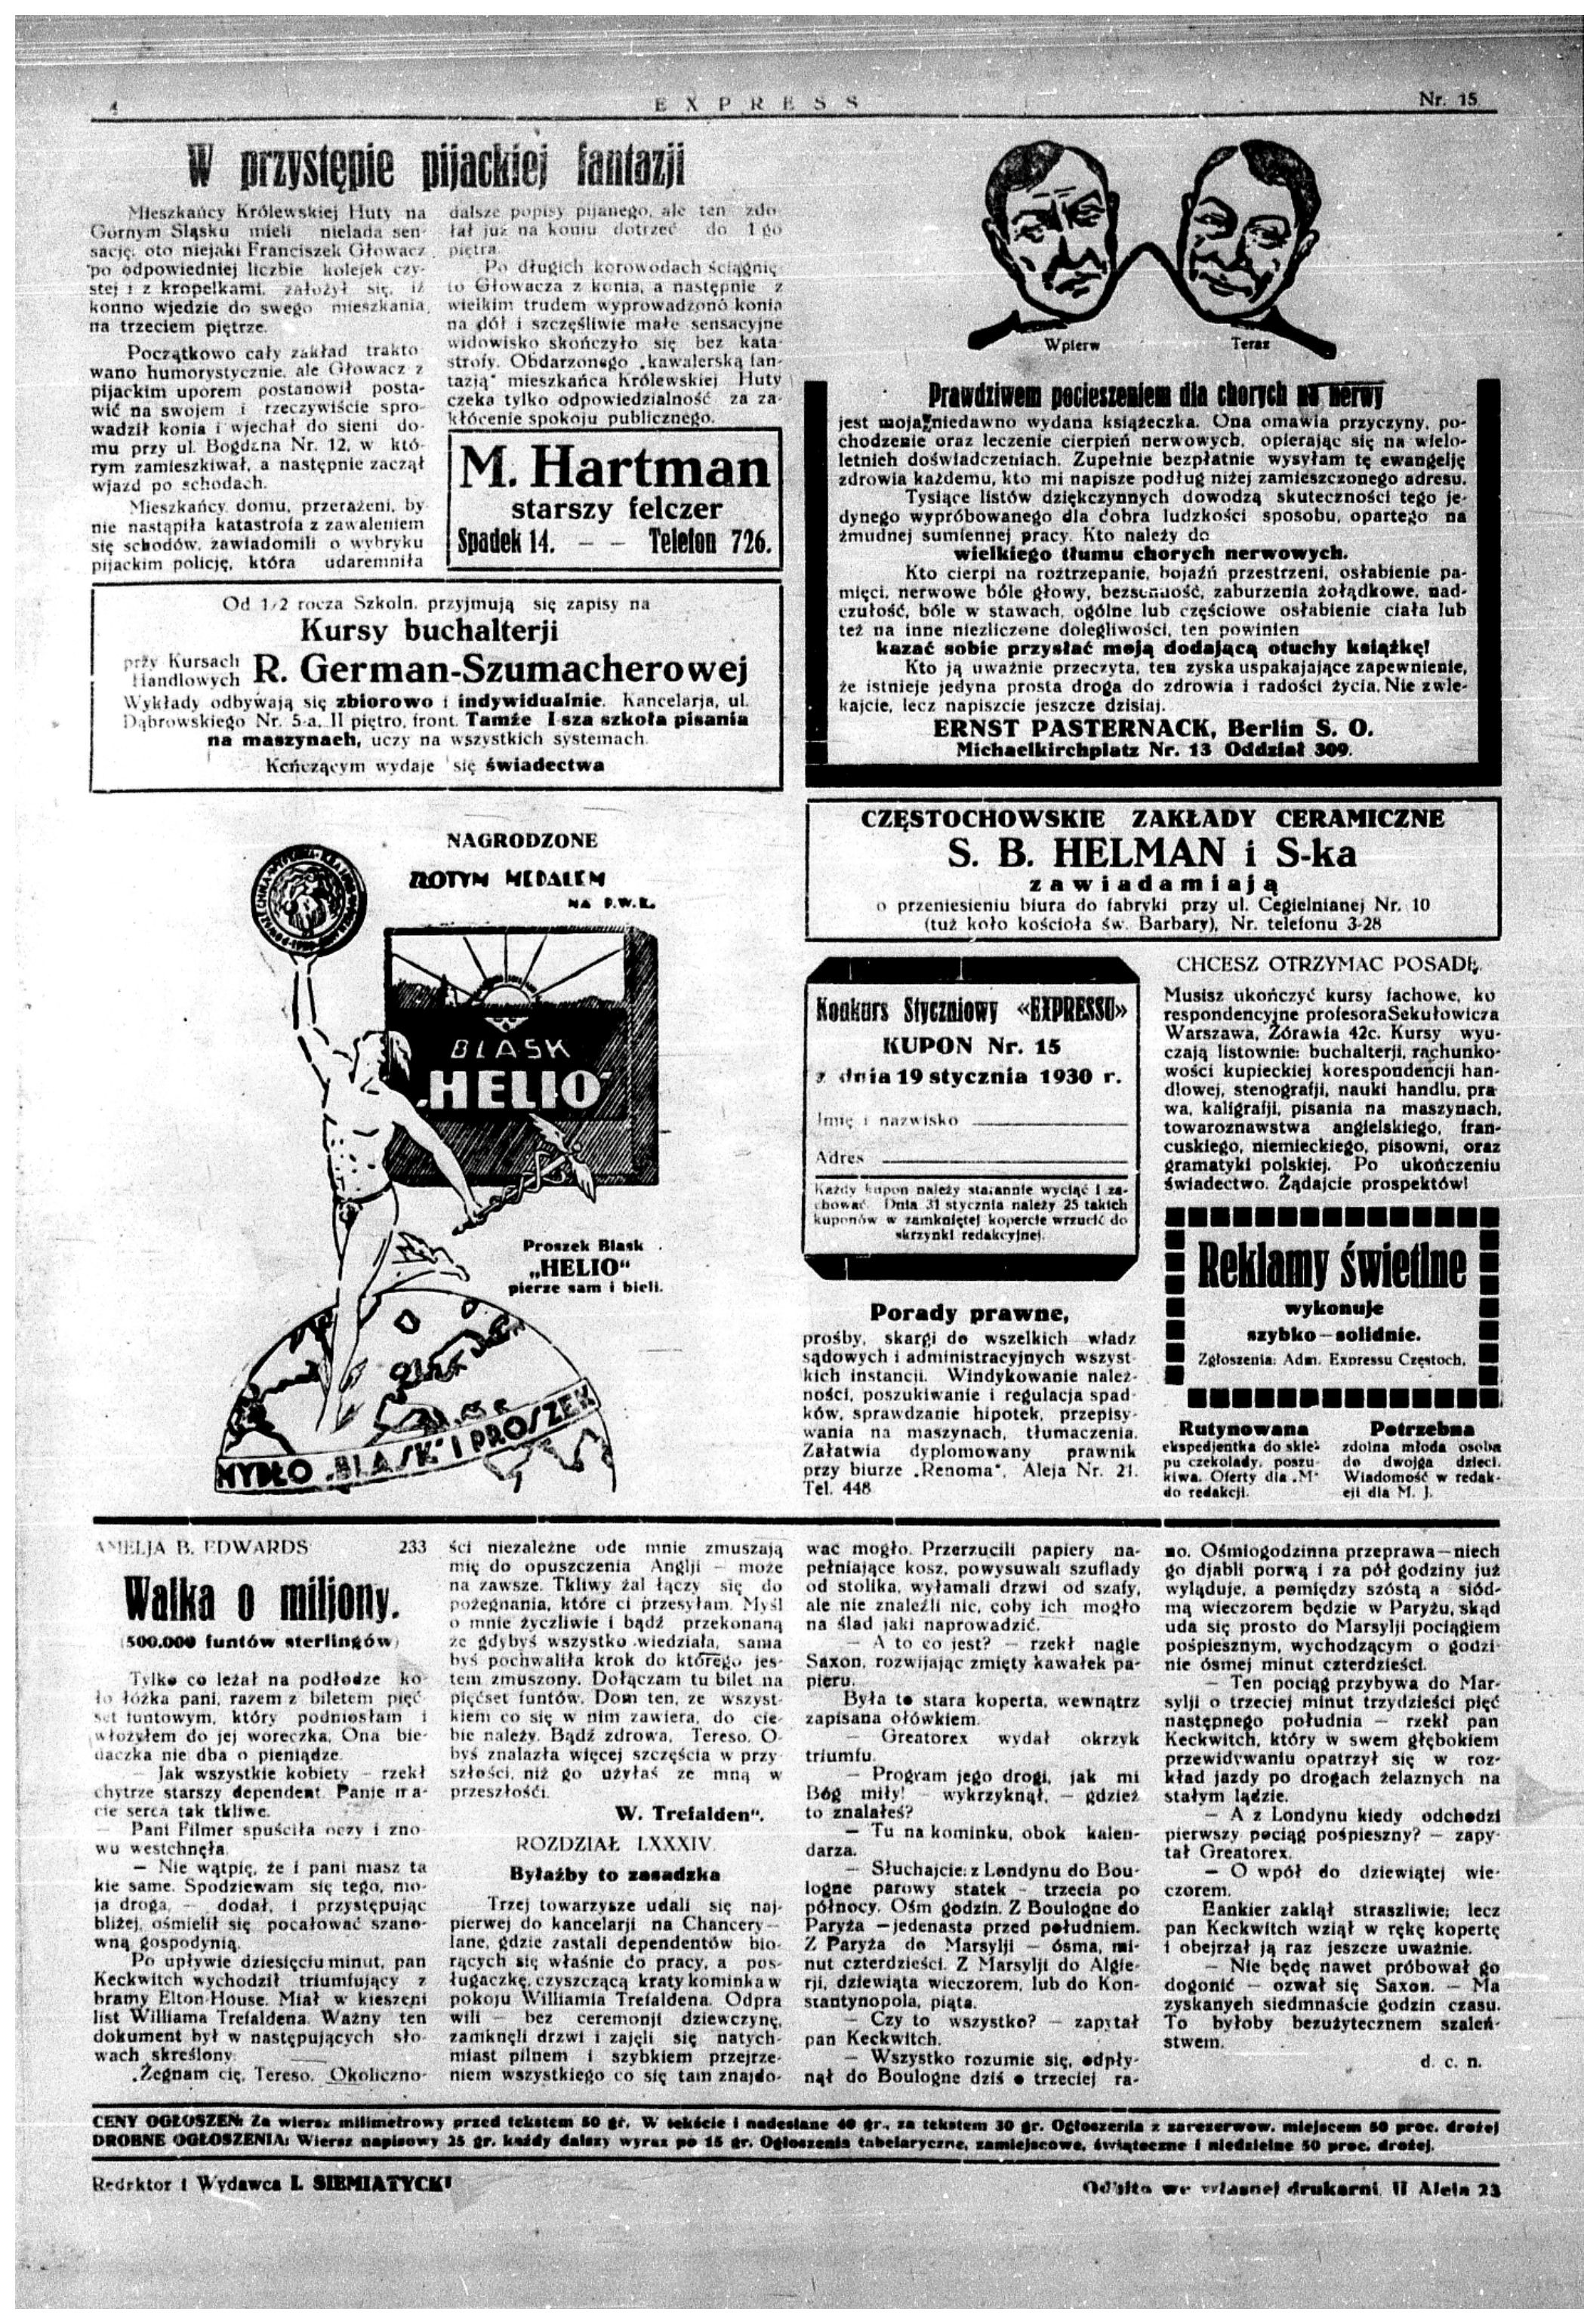 4
EXPRESS
Nr. 15
W przystępie pijackiej fantazji
Mieszkańcy Królewskiej Huty na
Górnym Sląsku mieli nielada sen-
sację, oto niejaki Franciszek Głowacz
po odpowiedniej liczbie kolejek czy-
stej i z kropelkami, założył się, iż
konno wjedzie do swego mieszkania,
na trzeciem piętrze.
Początkowo cały zakład trakto
wano humorystycznie, ale Głowacz z
pijackim uporem postanowił posta-
wić na swojem i rzeczywiście spro
wadził konia i wjechał do sieni do-
mu przy ul. Bogdzna Nr. 12, w któ-
rym zamieszkiwał, a następnie zaczął
wjazd po schodach.
Mieszkańcy domu, przerażeni, by
nie nastąpiła katastrofa z zawaleniem
się schodów, zawiadomili o wybryku
pijackim policję, która udaremniła
dalsze popisy pijanego, ale ten zdo
łał już na koniu dotrzeć do 1 go
piętra.
Po długich korowodach ściągnię
to Głowacza z konia, a następnie z
wielkim trudem wyprowadzonó konia
na dół i szczęśliwie małe sensacyjne
widowisko skończyło się bez kata-
strofy. Obdarzonego „kawalerską fan-
tazją" mieszkańca Królewskiej Huty
czeka tylko odpowiedzialność za za-
kłócenie spokoju publicznego.
M. Hartman
starszy felczer
Spadek 14. — — Telefon 726.
Od 1/2 rocza Szkoln. przyjmują się zapisy na
Kursy buchalterji
przy Kursach
Handlowych R. German-Szumacherowej
Wykłady odbywają się zbiorowo i indywidualnie. Kancelarja, ul.
Dąbrowskiego Nr. 5-a, II piętro, front. Tamże I-sza szkoła pisania
na maszynach, uczy na wszystkich systemach.
Kończącym wydaje się świadectwa
NAGRODZONE
ZŁOTYM MEDALEM
NA P.W.K.
BLASK
„HELIO"
Proszek Blask
„HELIO"
pierze sam i bieli.
MYDŁO „BLASK" I PROSZEK
Wpierw
Teraz
Prawdziwem pocieszeniem dla chorych na nerwy
jest moja niedawno wydana książeczka. Ona omawia przyczyny, po-
chodzenie oraz leczenie cierpień nerwowych, opierając się na wielo-
letnich doświadczeniach. Zupełnie bezpłatnie wysyłam tę ewangelję
zdrowia każdemu, kto mi napisze podług niżej zamieszczonego adresu.
Tysiące listów dziękczynnych dowodzą skuteczności tego je-
dynego wypróbowanego dla dobra ludzkości sposobu, opartego na
żmudnej sumiennej pracy. Kto należy do
wielkiego tłumu chorych nerwowych.
Kto cierpi na roztrzepanie, bojaźń przestrzeni, osłabienie pa-
mięci, nerwowe bóle głowy, bezsenność, zaburzenia żołądkowe, nad-
czułość, bóle w stawach, ogólne lub częściowe osłabienie ciała lub
też na inne niezliczone dolegliwości, ten powinien
kazać sobie przysłać moją dodającą otuchy książkę!
Kto ją uważnie przeczyta, ten zyska uspakajające zapewnienie,
że istnieje jedyna prosta droga do zdrowia i radości życia. Nie zwle-
kajcie, lecz napiszcie jeszcze dzisiaj.
ERNST PASTERNACK, Berlin S. O.
Michaelkirchplatz Nr. 13 Oddział 309.
CZĘSTOCHOWSKIE ZAKŁADY CERAMICZNE
S. B. HELMAN i S-ka
zawiadamiają
o przeniesieniu biura do fabryki przy ul. Cegielnianej Nr. 10
(tuż koło kościoła św. Barbary), Nr. telefonu 3-28
Konkurs Styczniowy «EXPRESSU»
KUPON Nr. 15
z dnia 19 stycznia 1930 r.
Imię i nazwisko
Adres
Każdy kupon należy starannie wyciąć i za-
chować. Dnia 31 stycznia należy 25 takich
kuponów w zamkniętej kopercie wrzucić do
skrzynki redakcyjnej.
Porady prawne,
prośby, skargi do wszelkich władz
sądowych i administracyjnych wszyst
kich instancji. Windykowanie należ-
ności, poszukiwanie i regulacja spad-
ków, sprawdzanie hipotek, przepisy-
wania na maszynach, tłumaczenia.
Załatwia dyplomowany prawnik
przy biurze „Renoma", Aleja Nr. 21.
Tel. 448
CHCESZ OTRZYMAC POSADĘ.
Musisz ukończyć kursy fachowe, ko
respondencyjne profesoraSekułowicza
Warszawa, Żórawia 42c. Kursy wyu-
czają listownie: buchalterji, rachunko-
wości kupieckiej korespondencji han-
dlowej, stenografji, nauki handlu, pra
wa, kaligrafji, pisania na maszynach,
towaroznawstwa angielskiego, fran-
cuskiego, niemieckiego, pisowni, oraz
gramatyki polskiej. Po ukończeniu
świadectwo. Żądajcie prospektów!
Reklamy świetlne
wykonuje
szybko—solidnie.
Zgłoszenia: Adm. Expressu Częstoch.
Rutynowana
ekspedjentka do skle-
pu czekolady, poszu-
kiwa. Oferty dla „M"
do redakcji.
Potrzebna
zdolna młoda osoba
do dwojga dzieci.
Wiadomość w redak-
cji dla M. J.
AMELJA B. EDWARDS 233
Walka o miljony.
(500.000 funtów sterlingów)
Tylko co leżał na podłodze ko-
ło łóżka pani, razem z biletem pięć
set funtowym, który podniosłam i
włożyłem do jej woreczka. Ona bie-
daczka nie dba o pieniądze.
— Jak wszystkie kobiety — rzekł
chytrze starszy dependent. Panie ma-
cie serca tak tkliwe.
— Pani Filmer spuściła oczy i zno-
wu westchnęła.
— Nie wątpię, że i pani masz ta
kie same. Spodziewam się tego, mo-
ja droga, — dodał, i przystępując
bliżej, ośmielił się pocałować szano-
wną gospodynią.
Po upływie dziesięciu minut, pan
Keckwitch wychodził triumfujący z
bramy Elton-House. Miał w kieszeni
list Williama Trefaldena. Ważny ten
dokument był w następujących sło-
wach skreślony:
„Żegnam cię, Tereso. Okoliczno-
ści niezależne ode mnie zmuszają
mię do opuszczenia Anglji — może
na zawsze. Tkliwy żal łączy się do
pożegnania, które ci przesyłam. Myśl
o mnie życzliwie i bądź przekonaną
że gdybyś wszystko wiedziała, sama
byś pochwaliła krok do którego jes-
tem zmuszony. Dołączam tu bilet na
pięćset funtów. Dom ten, ze wszyst-
kiem co się w nim zawiera, do cie-
bie należy. Bądź zdrowa, Tereso. O-
byś znalazła więcej szczęścia w przy
szłości, niż go użyłaś ze mną w
przeszłośći.
W. Trefalden".
ROZDZIAŁ LXXXIV.
Byłażby to zasadzka
Trzej towarzysze udali się naj-
pierwej do kancelarji na Chancery—
lane, gdzie zastali dependentów bio-
rących się właśnie do pracy, a pos-
ługaczkę, czyszczącą kraty kominka w
pokoju Williamia Trefaldena. Odpra
wili — bez ceremonji dziewczynę,
zamknęli drzwi i zajęli się natych-
miast pilnem i szybkiem przejrze-
niem wszystkiego co się tam znajdo-
wac mogło. Przerzucili papiery na-
pełniające kosz, powysuwali szuflady
od stolika, wyłamali drzwi od szafy,
ale nie znaleźli nic, coby ich mogło
na ślad jaki naprowadzić.
— A to co jest? — rzekł nagle
Saxon, rozwijając zmięty kawałek pa-
pieru.
Była to stara koperta, wewnątrz
zapisana ołówkiem.
— Greatorex wydał okrzyk
triumfu.
— Program jego drogi, jak mi
Bóg miły! — wykrzyknął, — gdzież
to znalałeś?
— Tu na kominku, obok kalen-
darza.
— Słuchajcie: z Londynu do Bou-
logne parowy statek — trzecia po
północy. Ośm godzin. Z Boulogne do
Paryża —jedenasta przed południem.
Z Paryża do Marsylji — ósma, mi-
nut czterdzieści. Z Marsylji do Algie-
rji, dziewiąta wieczorem, lub do Kon-
stantynopola, piąta.
— Czy to wszystko? — zapytał
pan Keckwitch.
— Wszystko rozumie się, odpły-
nął do Boulogne dziś o trzeciej ra-
no. Ośmiogodzinna przeprawa—niech
go djabli porwą i za pół godziny już
wyląduje, a pomiędzy szóstą a siód-
mą wieczorem będzie w Paryżu, skąd
uda się prosto do Marsylji pociągiem
pośpiesznym, wychodzącym o godzi-
nie ósmej minut czterdzieści.
— Ten pociąg przybywa do Mar-
sylji o trzeciej minut trzydzieści pięć
następnego południa — rzekł pan
Keckwitch, który w swem głębokiem
przewidywaniu opatrzył się w roz-
kład jazdy po drogach żelaznych na
stałym lądzie.
— A z Londynu kiedy odchodzi
pierwszy pociąg pośpieszny? — zapy-
tał Greatorex.
— O wpół do dziewiątej wie-
czorem.
Bankier zaklął straszliwie; lecz
pan Keckwitch wziął w rękę kopertę
i obejrzał ją raz jeszcze uważnie.
— Nie będę nawet próbował go
dogonić — ozwał się Saxon. — Ma
zyskanych siedmnaście godzin czasu.
To byłoby bezużytecznem szaleń-
stwem.
d. c. n.
CENY OGŁOSZEŃ: Za wiersz milimetrowy przed tekstem 50 gr. W tekście i nadesłane 40 gr., za tekstem 30 gr. Ogłoszenia z zarezerwow. miejscem 50 proc. drożej
DROBNE OGŁOSZENIA: Wiersz napisowy 25 gr. każdy dalszy wyraz po 15 gr. Ogłoszenia tabelaryczne, zamiejscowe, świąteczne i niedzielne 50 proc. drożej.
Redaktor i Wydawca I. SIEMIATYCKI
Odbito we własnej drukarni II Aleja 23